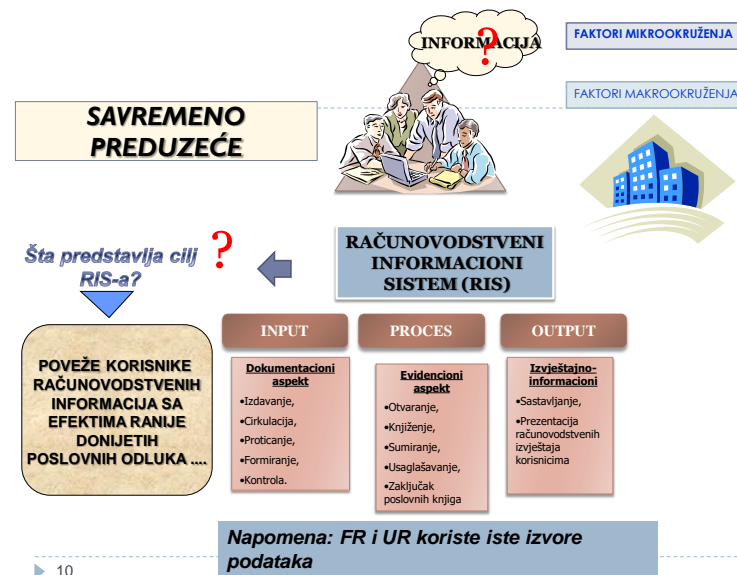 INFORMACIJA
?
FAKTORI MIKROOKRUŽENJA
FAKTORI MAKROOKRUŽENJA
SAVREMENO
PREDUZEĆE
Šta predstavlja cilj
RIS-a?
?
RAČUNOVODSTVENI
INFORMACIONI
SISTEM (RIS)
POVEŽE KORISNIKE
RAČUNOVODSTVENIH
INFORMACIJA SA
EFEKTIMA RANIJE
DONIJETIH
POSLOVNIH ODLUKA ....
INPUT
Dokumentacioni
aspekt
•Izdavanje,
•Cirkulacija,
•Proticanje,
•Formiranje,
•Kontrola.
PROCES
Evidencioni
aspekt
•Otvaranje,
•Knjiženje,
•Sumiranje,
•Usaglašavanje,
•Zaključak
poslovnih knjiga
OUTPUT
Izvještajno-
informacioni
•Sastavljanje,
•Prezentacija
računovodstvenih
izvještaja
korisnicima
Napomena: FR i UR koriste iste izvore
podataka
10